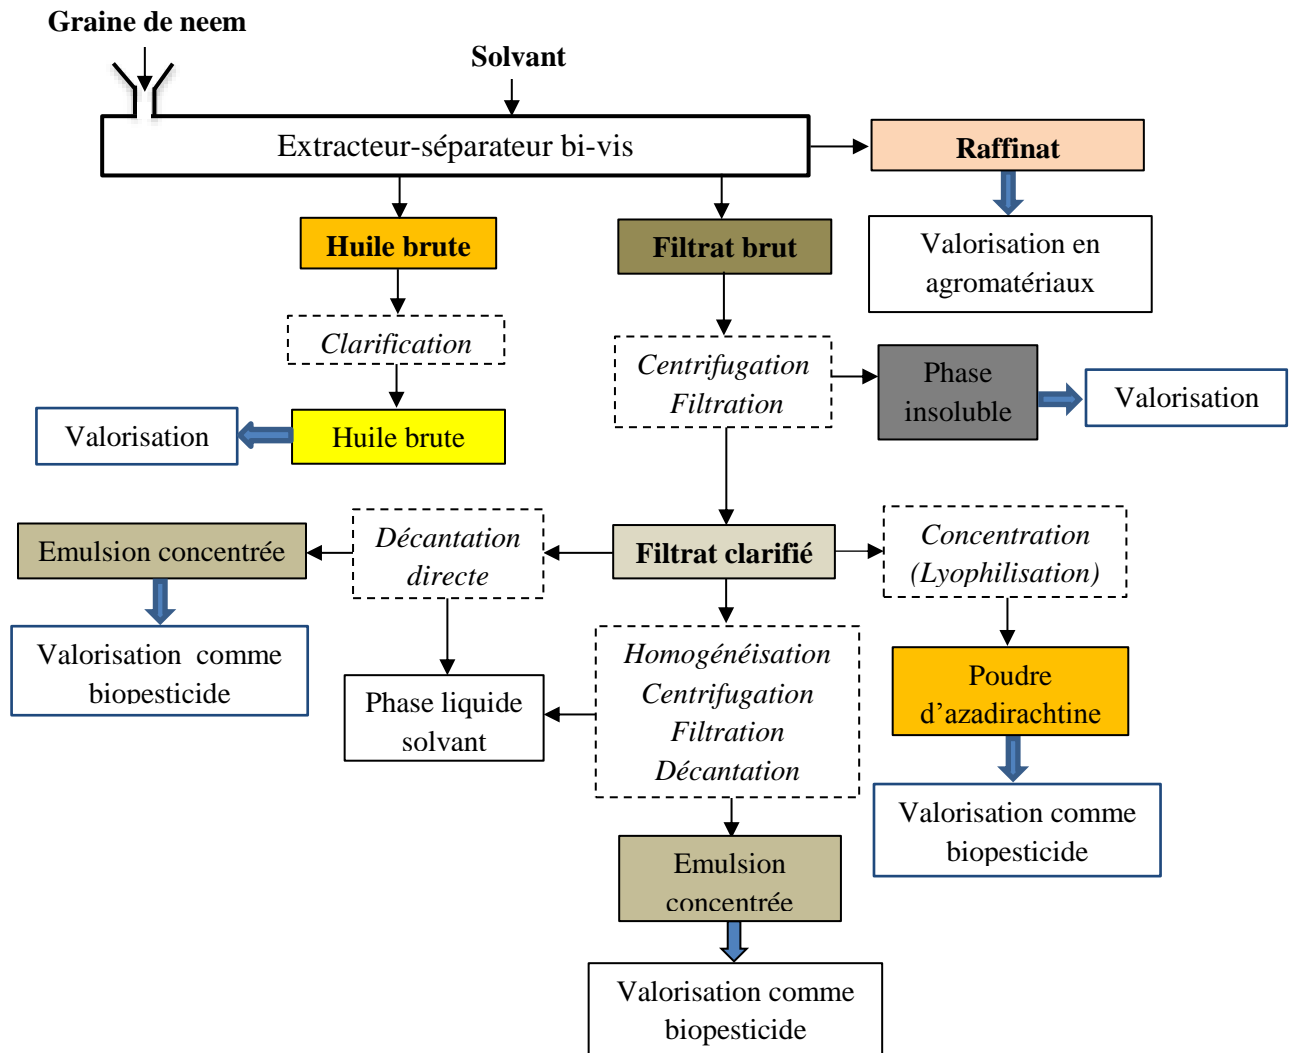 Graine de neem
Solvant
Extracteur-séparateur bi-vis
Raffinat
Huile brute
Filtrat brut
Valorisation en
agromatériaux
Clarification
Centrifugation
Filtration
Phase
insoluble
Valorisation
Valorisation
Huile brute
Emulsion concentrée
Décantation
directe
Filtrat clarifié
Concentration
(Lyophilisation)
Valorisation comme
biopesticide
Phase liquide
solvant
Homogénéisation
Centrifugation
Filtration
Décantation
Poudre
d’azadirachtine
Valorisation comme
biopesticide
Emulsion
concentrée
Valorisation comme
biopesticide